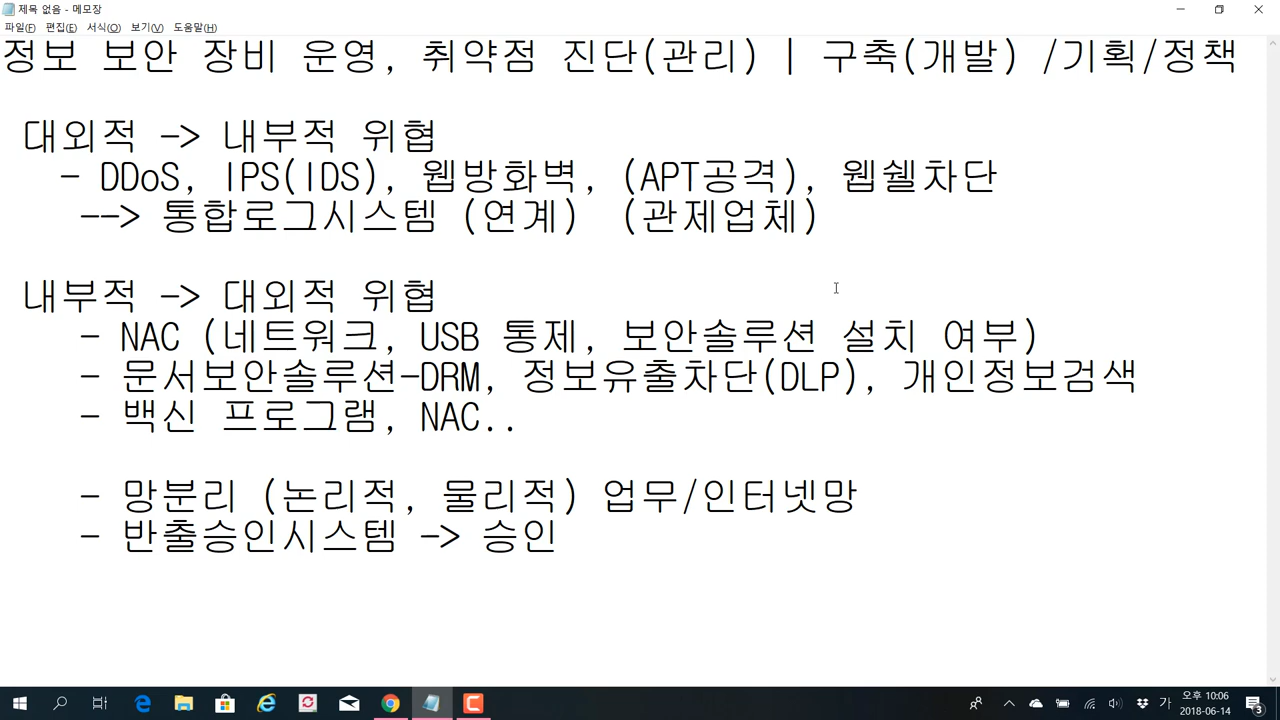 제목 없음 - 메모장
파일(F) 편집(E) 서식(O) 보기(V) 도움말(H)
정보 보안 장비 운영, 취약점 진단(관리) | 구축(개발) /기획/정책
대외적 -> 내부적 위협
- DDoS, IPS(IDS), 웹방화벽, (APT공격), 웹쉘차단
--> 통합로그시스템 (연계) (관제업체)
내부적 -> 대외적 위협
- NAC (네트워크, USB 통제, 보안솔루션 설치 여부)
- 문서보안솔루션-DRM, 정보유출차단(DLP), 개인정보검색
- 백신 프로그램, NAC..
- 망분리 (논리적, 물리적) 업무/인터넷망
- 반출승인시스템 -> 승인
가
오후 10:06
2018-06-14
3